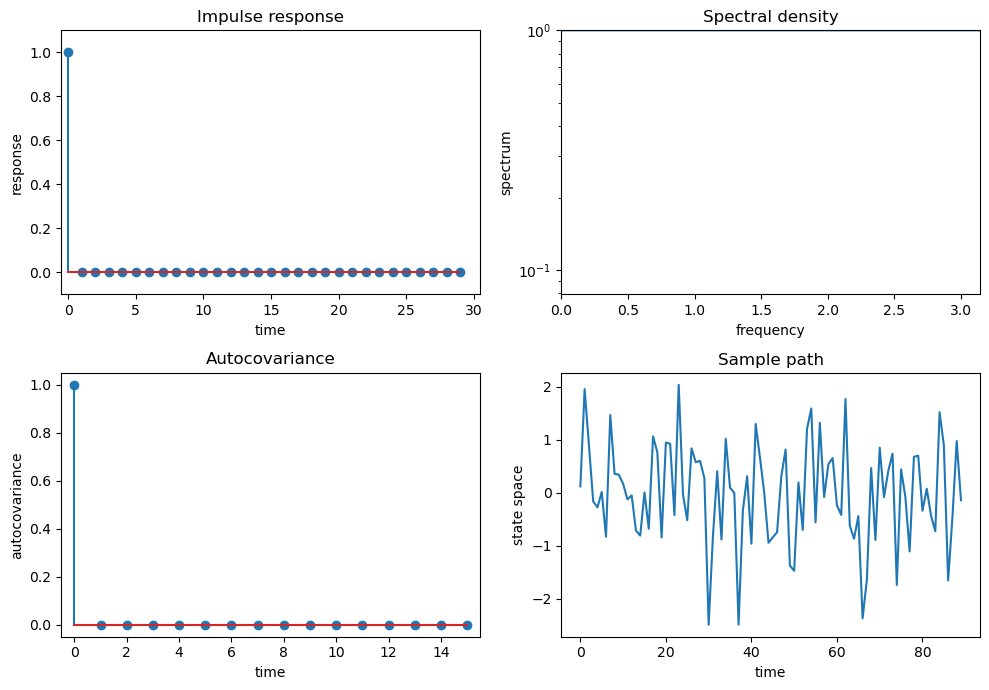 Impulse response
1.0
0.8
0.6
0.4
0.2
0.0
response
0 5 10 15 20 25 30
time
Spectral density
10⁰
10⁻¹
spectrum
0.0 0.5 1.0 1.5 2.0 2.5 3.0
frequency
Autocovariance
1.0
0.8
0.6
0.4
0.2
0.0
autocovariance
0 2 4 6 8 10 12 14
time
Sample path
2
1
0
−1
−2
state space
0 20 40 60 80
time